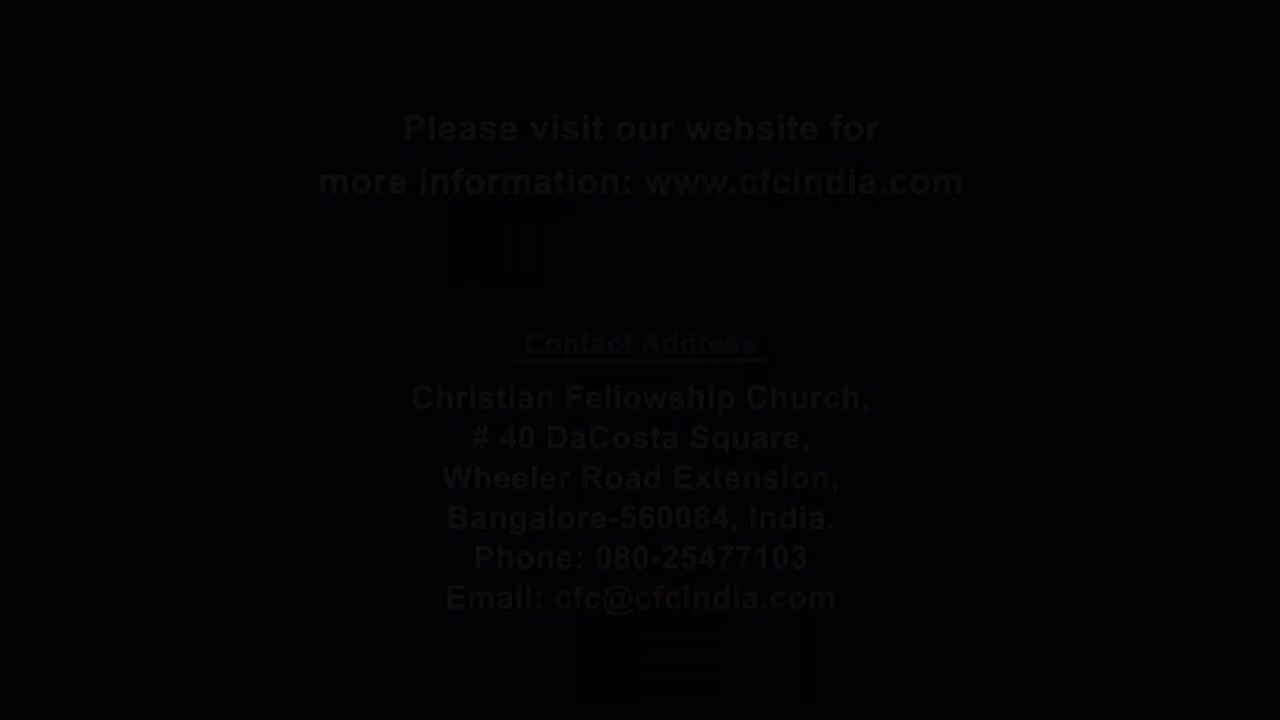 Please visit our website for
more information: www.cfcindia.com
Contact Address
Christian Fellowship Church,
# 40 DaCosta Square,
Wheeler Road Extension,
Bangalore-560084, India.
Phone: 080-25477103
Email: cfc@cfcindia.com